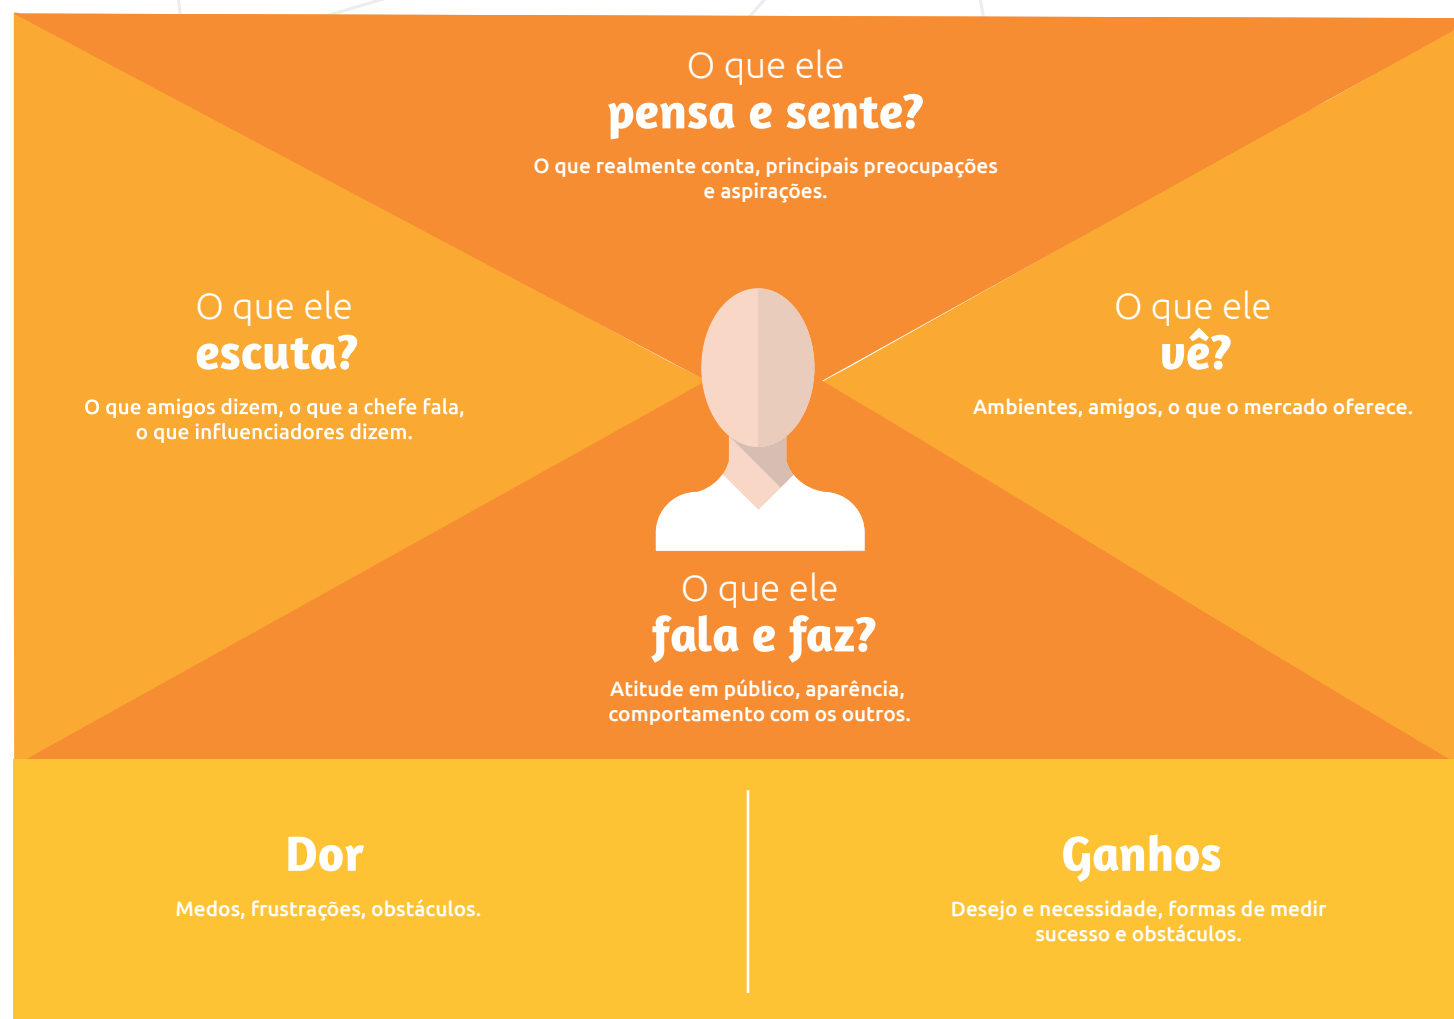 O que ele
pensa e sente?
O que realmente conta, principais preocupações
e aspirações.
O que ele
escuta?
O que amigos dizem, o que a chefe fala,
o que influenciadores dizem.
O que ele
vê?
Ambientes, amigos, o que o mercado oferece.
O que ele
fala e faz?
Atitude em público, aparência,
comportamento com os outros.
Dor
Medos, frustrações, obstáculos.
Ganhos
Desejo e necessidade, formas de medir
sucesso e obstáculos.